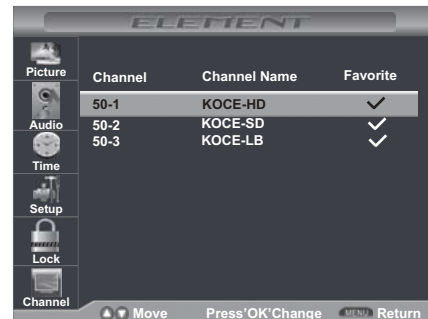 ELEMENT
Picture
Audio
Time
Setup
Lock
Channel
Channel Channel Name Favorite
50-1 KOCE-HD
50-2 KOCE-SD
50-3 KOCE-LB
Move Press'OK'Change MENU Return